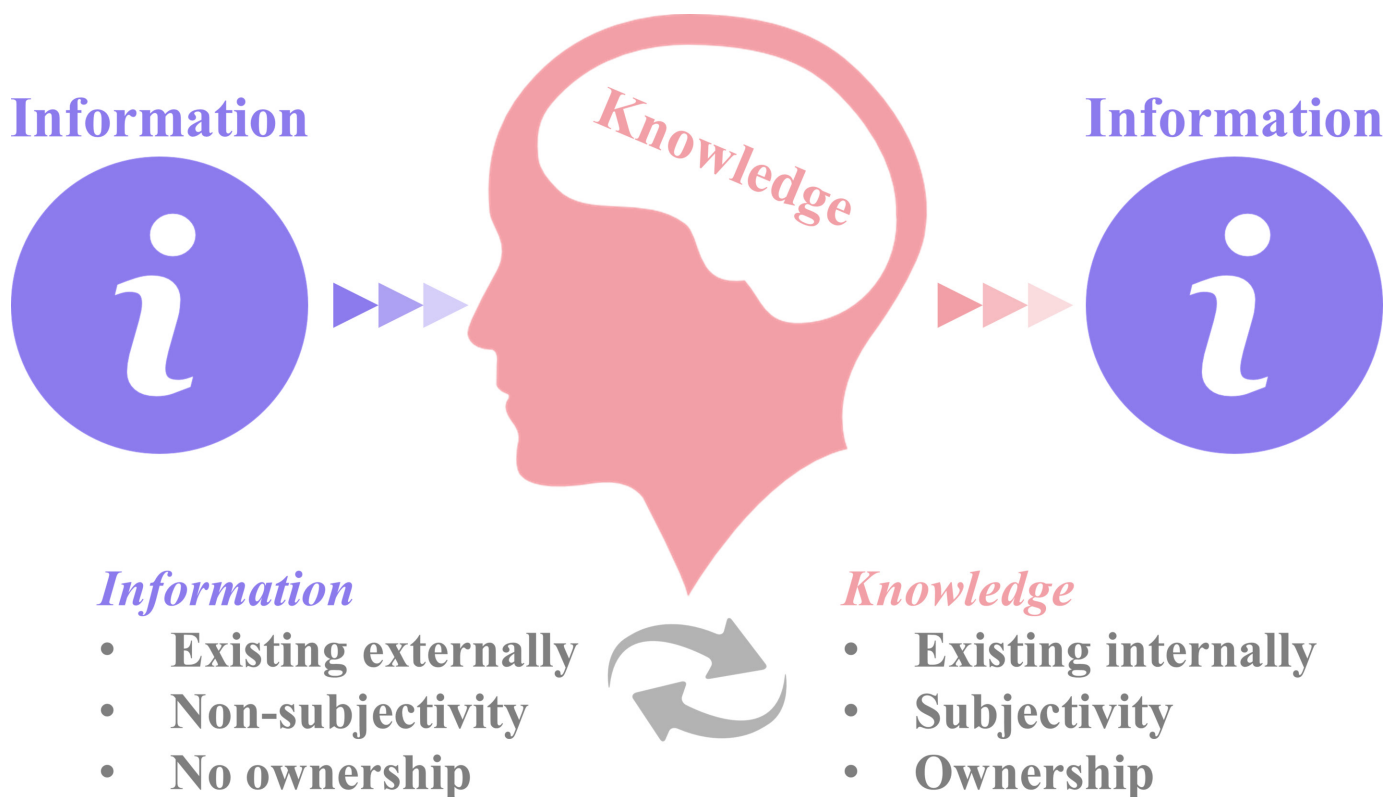 Information
Knowledge
Information
i
i
Information
• Existing externally
• Non-subjectivity
• No ownership
Knowledge
• Existing internally
• Subjectivity
• Ownership